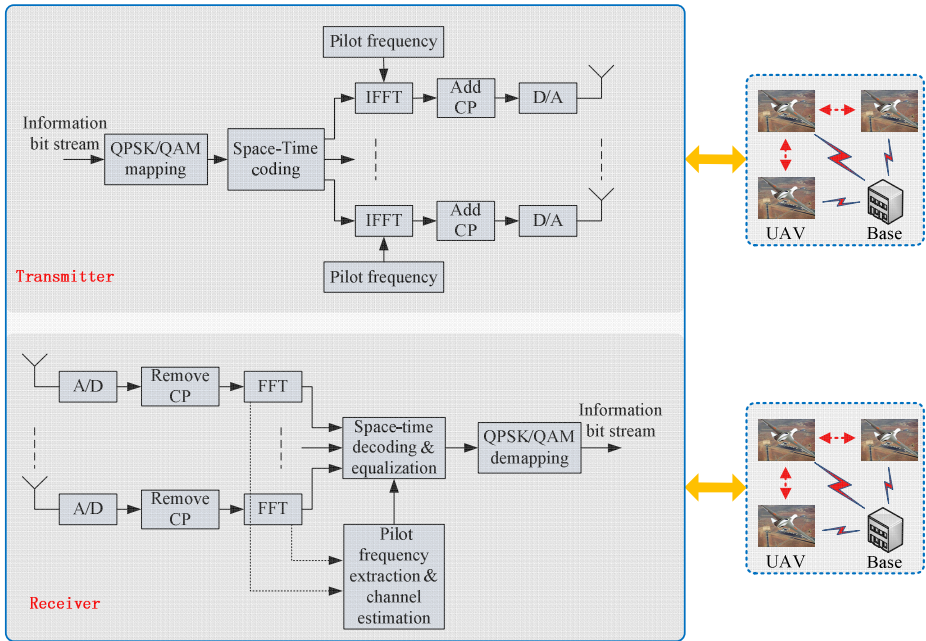 Pilot frequency
IFFT
Add
CP
D/A
Information
bit stream
QPSK/QAM
mapping
Space-Time
coding
IFFT
Add
CP
D/A
Pilot frequency
Transmitter
UAV
Base
A/D
Remove
CP
FFT
Space-time
decoding &
equalization
QPSK/QAM
demapping
Information
bit stream
A/D
Remove
CP
FFT
Pilot
frequency
extraction &
channel
estimation
Receiver
UAV
Base